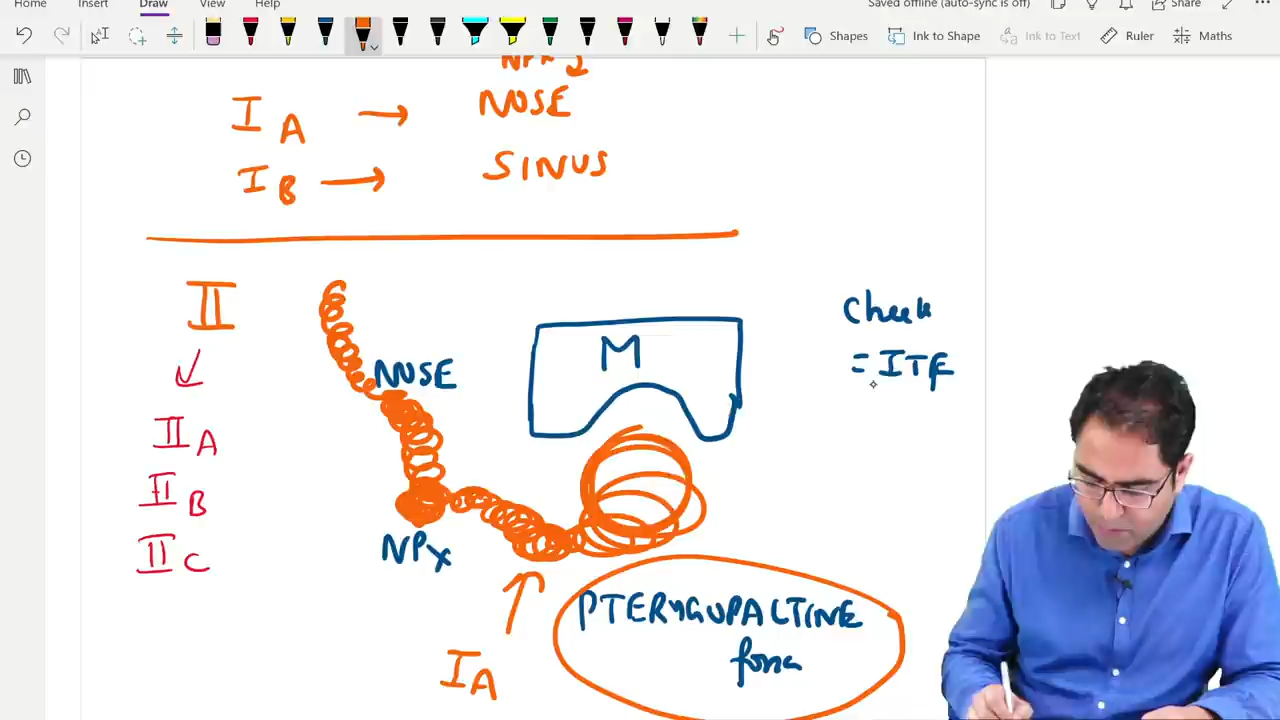 Home Insert Draw View Help Saved offline (auto-sync is off) Share
Shapes Ink to Shape Ink to Text Ruler Maths
NPx
I A → NOSE
I B → SINUS
II
II A
II B
II C
NOSE
M
Cheek
= ITF
NPx
PTERYGOPALTINE
fossa
I A